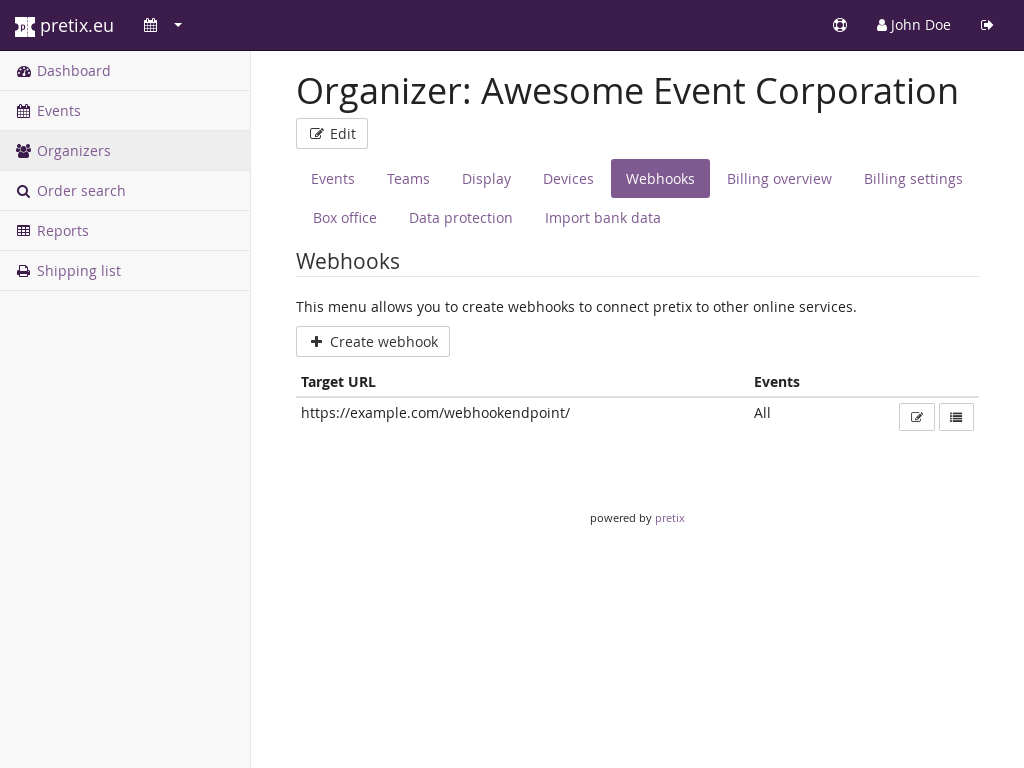 pretix.eu
John Doe
Dashboard
Events
Organizers
Order search
Reports
Shipping list
Organizer: Awesome Event Corporation
Edit
Events Teams Display Devices Webhooks Billing overview Billing settings
Box office Data protection Import bank data
Webhooks
This menu allows you to create webhooks to connect pretix to other online services.
Create webhook
Target URL Events
https://example.com/webhookendpoint/ All
powered by pretix